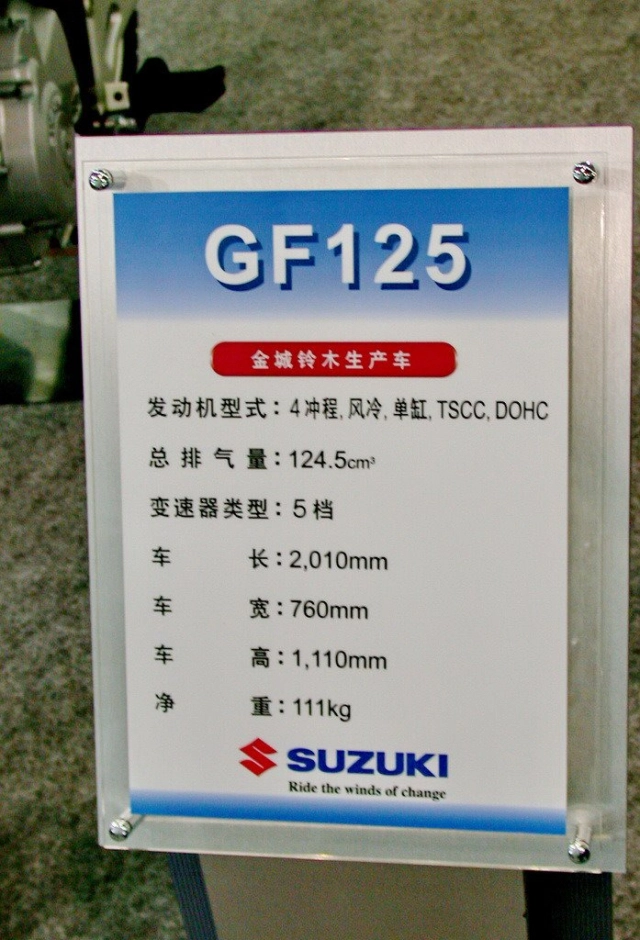 GF125
金城铃木生产车
发动机型式：4冲程, 风冷, 单缸, TSCC, DOHC
总排气量：124.5cm³
变速器类型：5档
车长：2,010mm
车宽：760mm
车高：1,110mm
净重：111kg
SUZUKI
Ride the winds of change